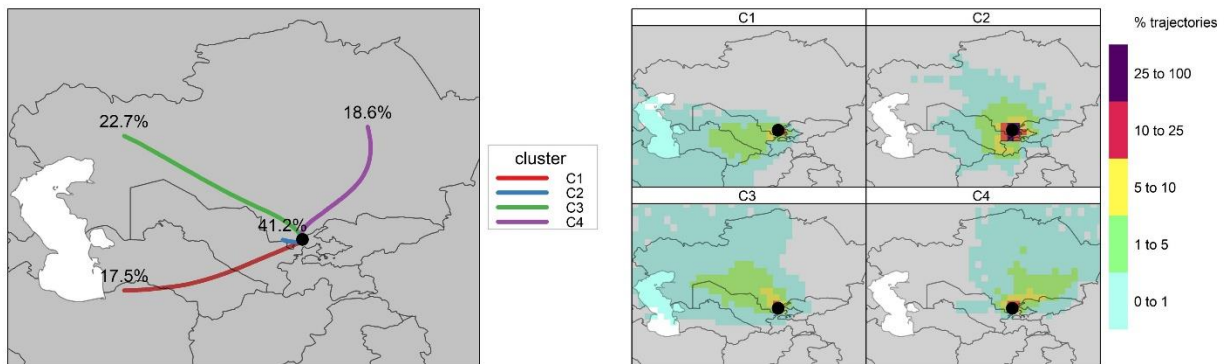 22.7%
18.6%
41.2%
17.5%
cluster
C1
C2
C3
C4
C1
C2
C3
C4
% trajectories
25 to 100
10 to 25
5 to 10
1 to 5
0 to 1